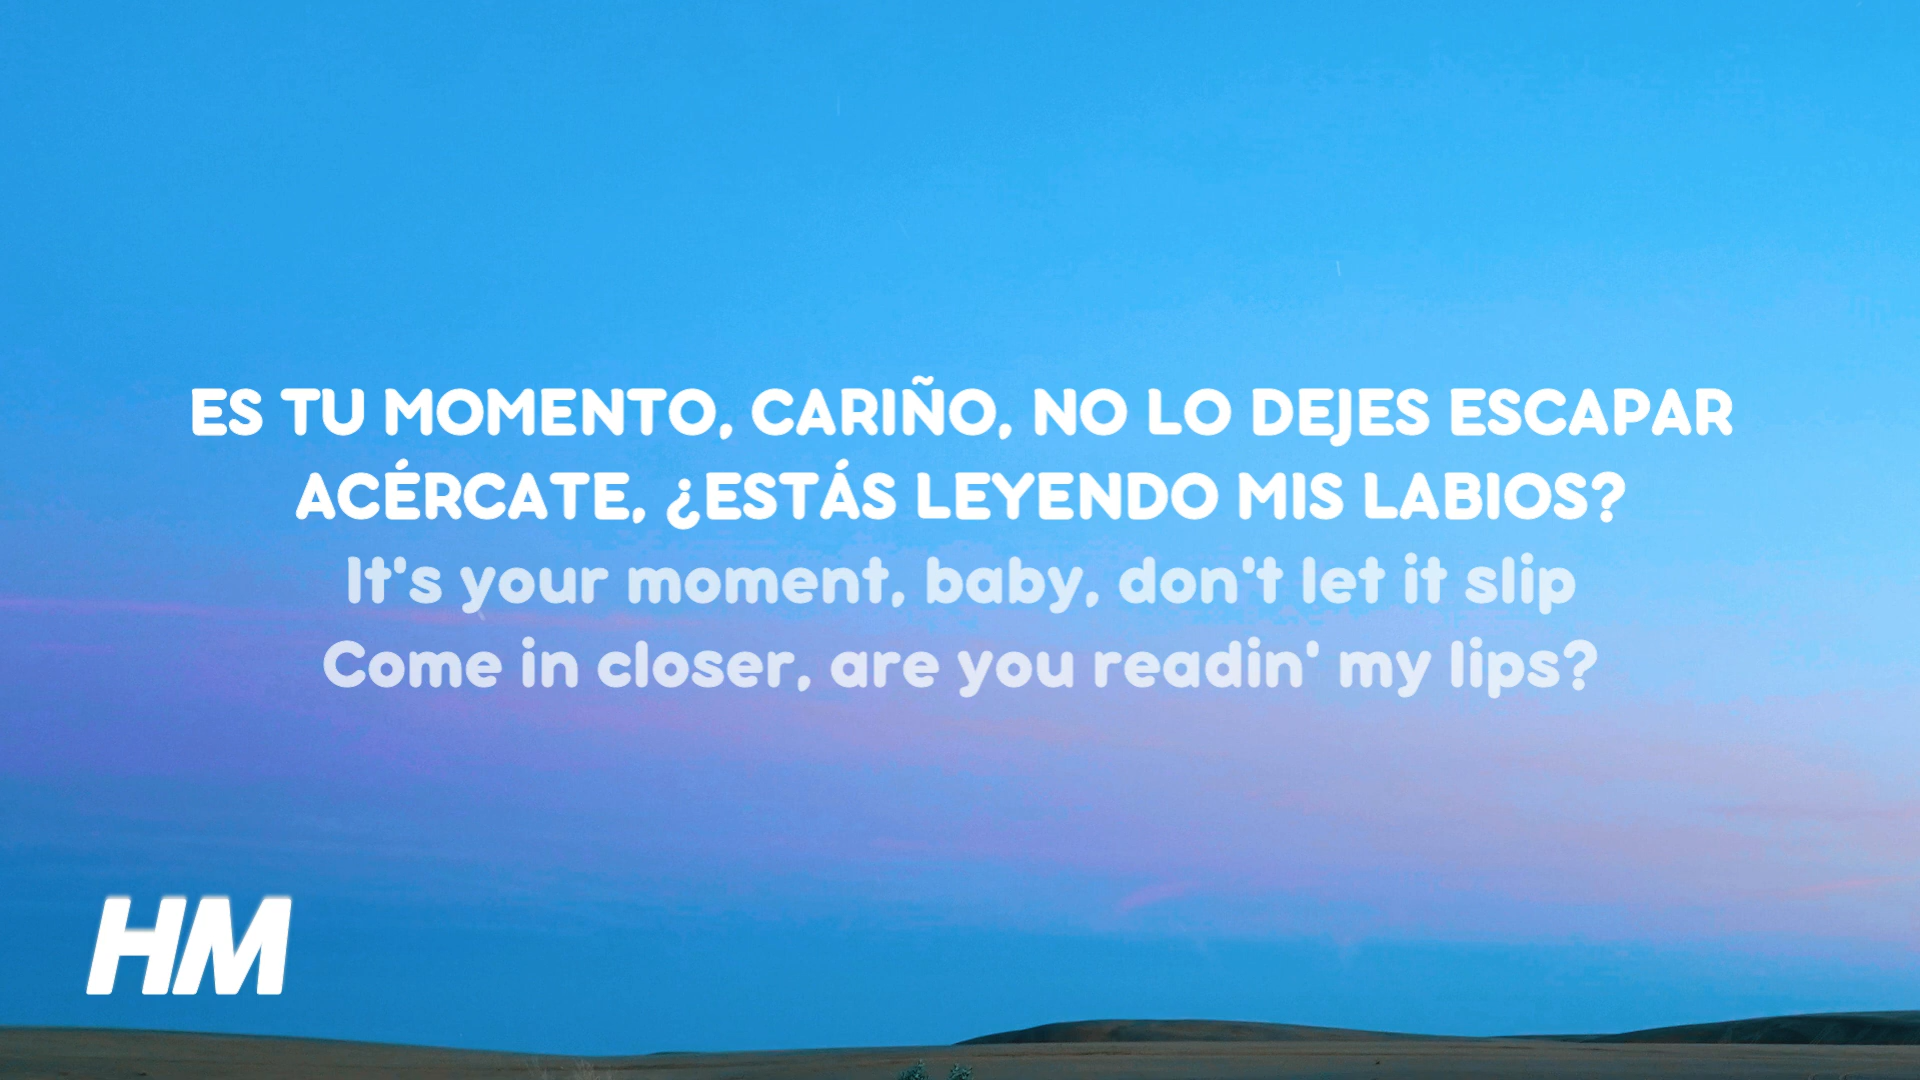 ES TU MOMENTO, CARIÑO, NO LO DEJES ESCAPAR
ACÉRCATE, ¿ESTÁS LEYENDO MIS LABIOS?
It's your moment, baby, don't let it slip
Come in closer, are you readin' my lips?
HM